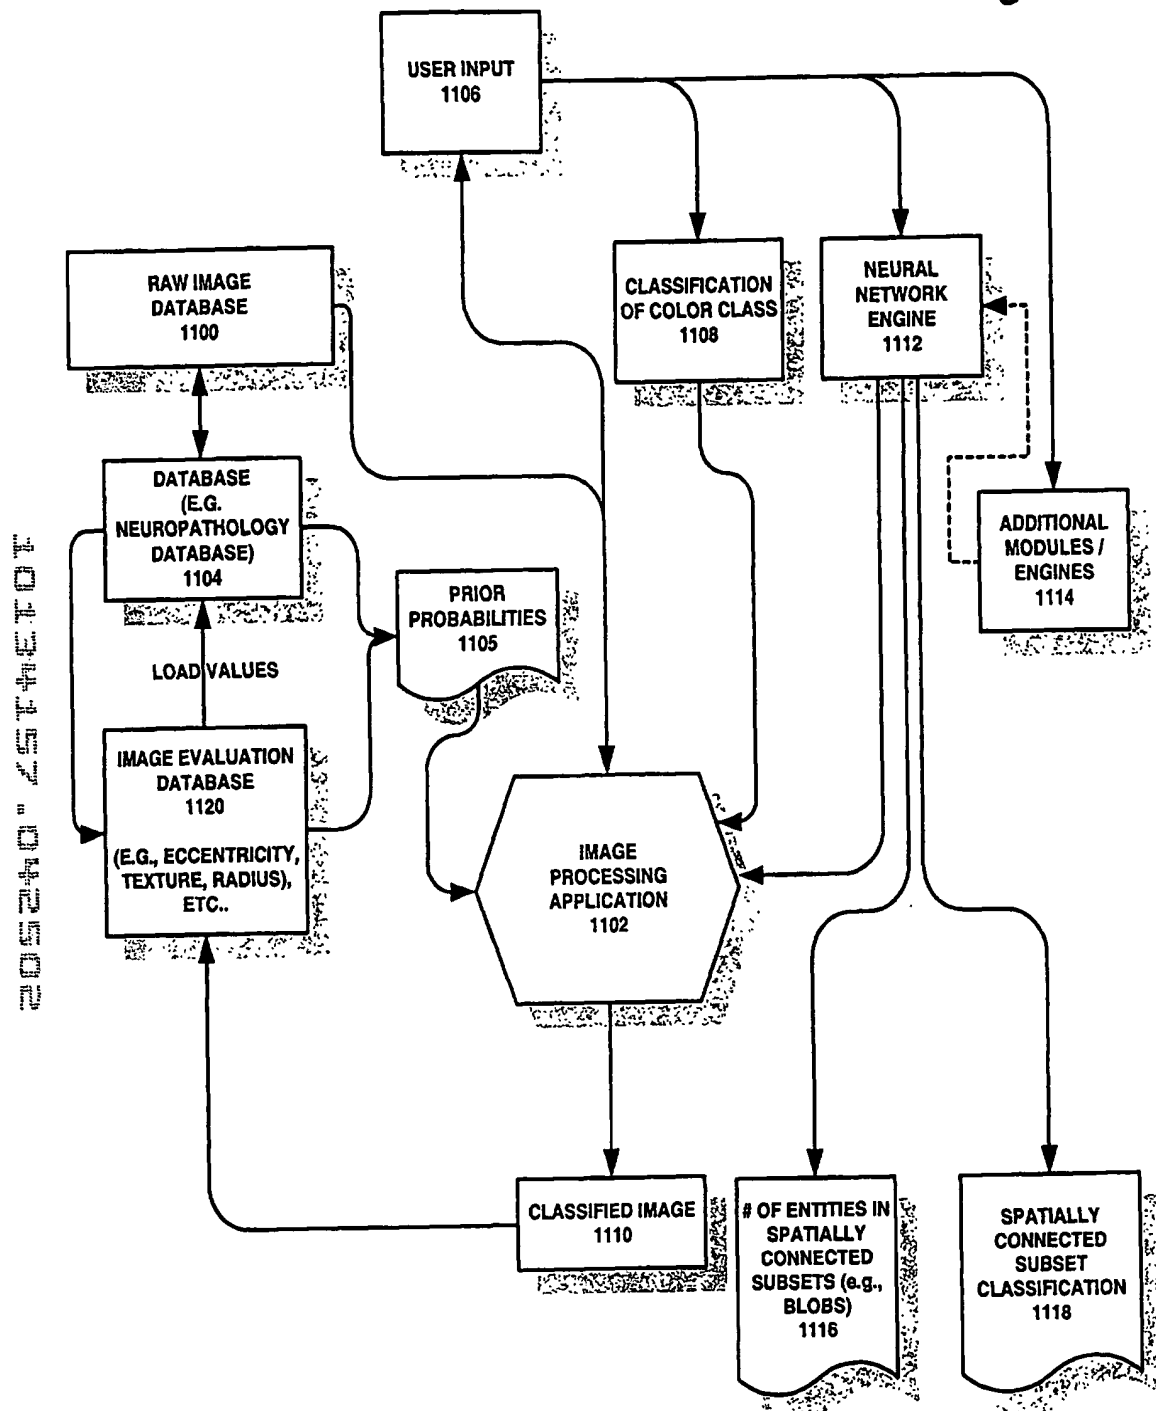 USER INPUT
1106
RAW IMAGE
DATABASE
1100
CLASSIFICATION
OF COLOR CLASS
1108
NEURAL
NETWORK
ENGINE
1112
DATABASE
(E.G.
NEUROPATHOLOGY
DATABASE)
1104
ADDITIONAL
MODULES /
ENGINES
1114
PRIOR
PROBABILITIES
1105
LOAD VALUES
IMAGE EVALUATION
DATABASE
1120
(E.G., ECCENTRICITY,
TEXTURE, RADIUS),
ETC..
IMAGE
PROCESSING
APPLICATION
1102
CLASSIFIED IMAGE
1110
# OF ENTITIES IN
SPATIALLY
CONNECTED
SUBSETS (e.g.,
BLOBS)
1116
SPATIALLY
CONNECTED
SUBSET
CLASSIFICATION
1118